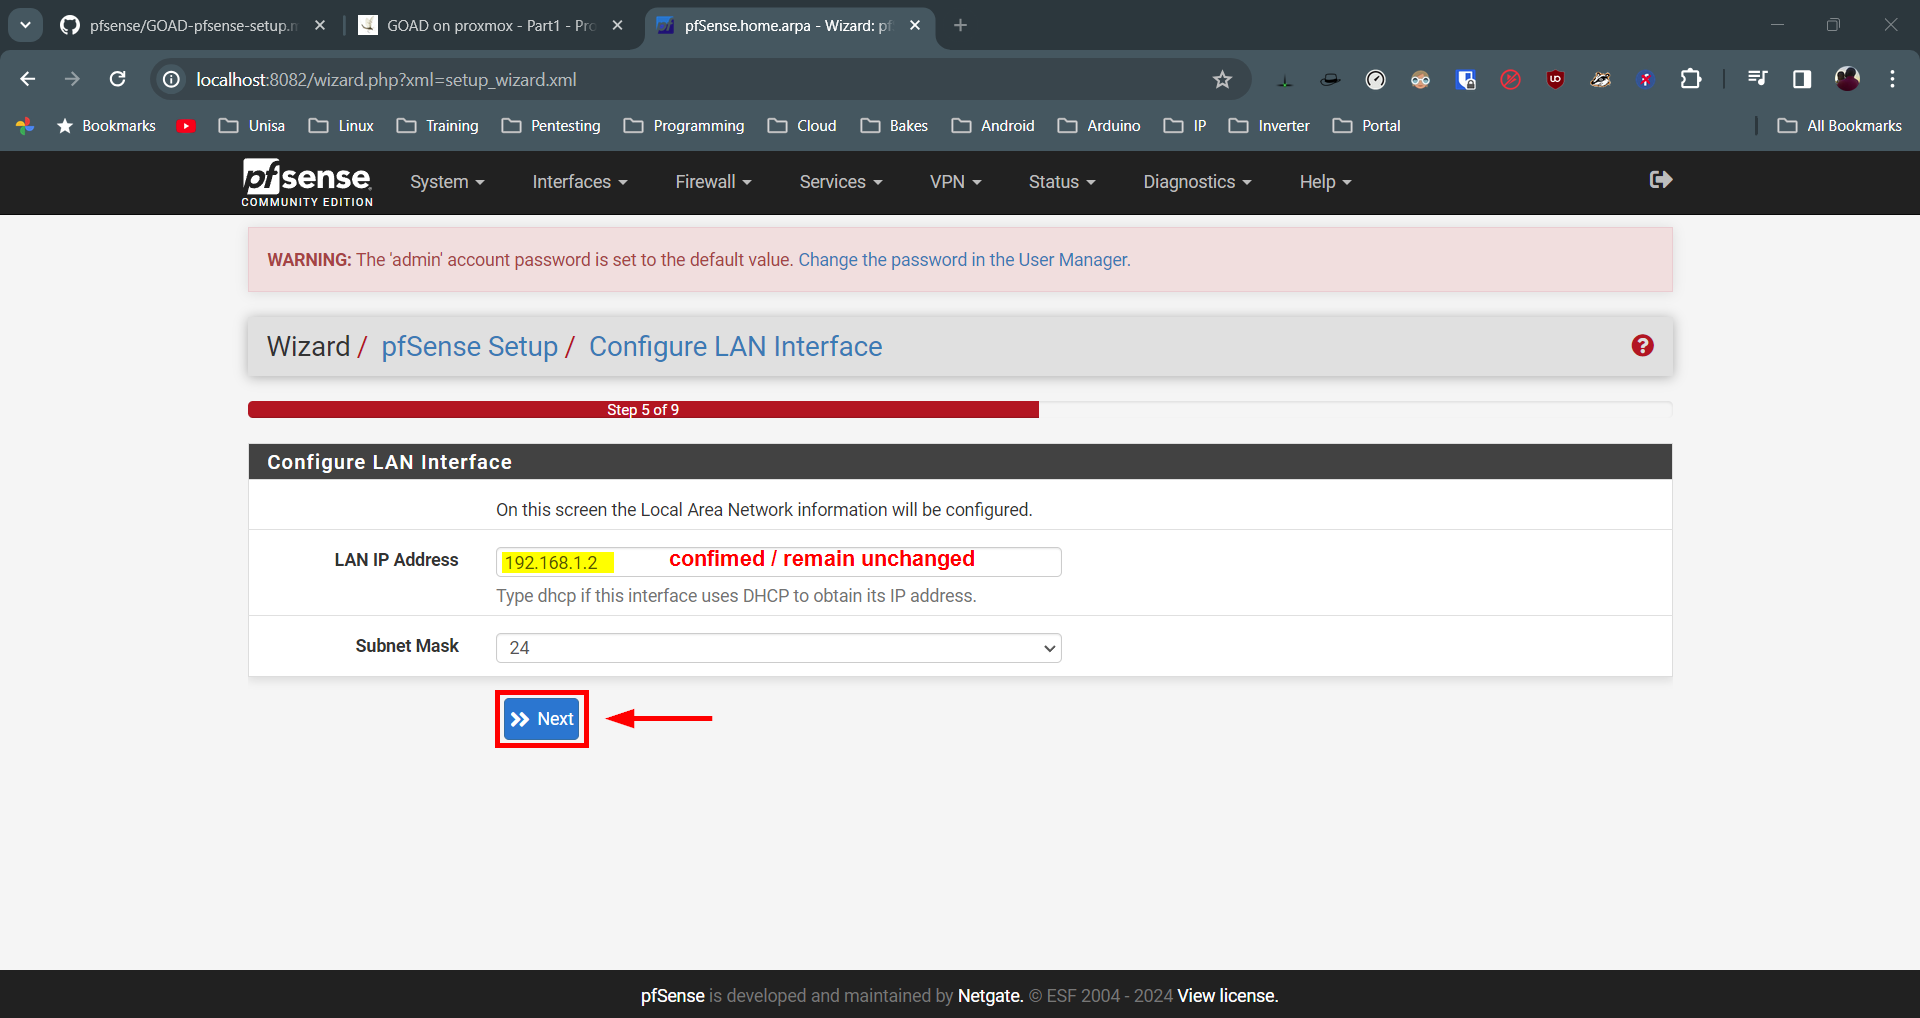 pfsense/GOAD-pfsense-setup.m
GOAD on proxmox - Part1 - Pro
pfSense.home.arpa - Wizard: pf
localhost:8082/wizard.php?xml=setup_wizard.xml
Bookmarks
Unisa
Linux
Training
Pentesting
Programming
Cloud
Bakes
Android
Arduino
IP
Inverter
Portal
All Bookmarks
pfsense
COMMUNITY EDITION
System
Interfaces
Firewall
Services
VPN
Status
Diagnostics
Help
WARNING: The 'admin' account password is set to the default value. Change the password in the User Manager.
Wizard / pfSense Setup / Configure LAN Interface
Step 5 of 9
Configure LAN Interface
On this screen the Local Area Network information will be configured.
LAN IP Address
192.168.1.2
confimed / remain unchanged
Type dhcp if this interface uses DHCP to obtain its IP address.
Subnet Mask
24
Next
pfSense is developed and maintained by Netgate. © ESF 2004 - 2024 View license.